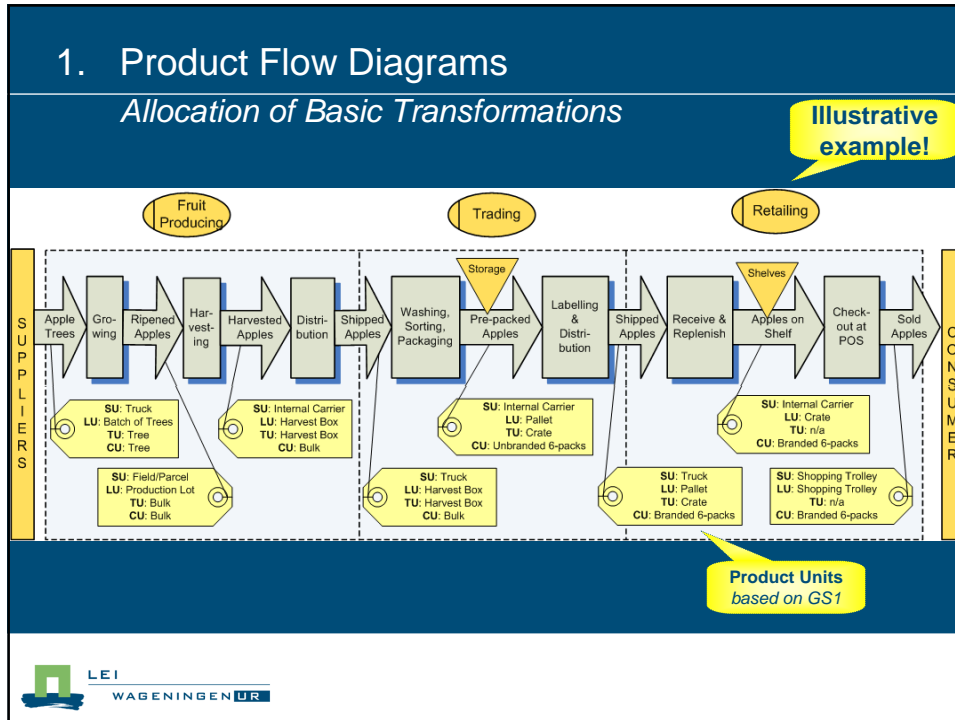 1. Product Flow Diagrams
Allocation of Basic Transformations
Illustrative
example!
Fruit
Producing
Trading
Retailing
S
U
P
P
L
I
E
R
S
Apple
Trees
Gro-
wing
Ripened
Apples
Har-
vest-
ing
Harvested
Apples
Distri-
bution
Shipped
Apples
Washing,
Sorting,
Packaging
Storage
Pre-packed
Apples
Labelling
&
Distri-
bution
Shipped
Apples
Receive &
Replenish
Shelves
Apples on
Shelf
Check-
out at
POS
Sold
Apples
C
O
N
S
U
M
E
R
SU: Truck
LU: Batch of Trees
TU: Tree
CU: Tree
SU: Field/Parcel
LU: Production Lot
TU: Bulk
CU: Bulk
SU: Internal Carrier
LU: Harvest Box
TU: Harvest Box
CU: Bulk
SU: Truck
LU: Harvest Box
TU: Harvest Box
CU: Bulk
SU: Internal Carrier
LU: Pallet
TU: Crate
CU: Unbranded 6-packs
SU: Truck
LU: Pallet
TU: Crate
CU: Branded 6-packs
SU: Internal Carrier
LU: Crate
TU: n/a
CU: Branded 6-packs
SU: Shopping Trolley
LU: Shopping Trolley
TU: n/a
CU: Branded 6-packs
Product Units
based on GS1
LEI
WAGENINGEN UR